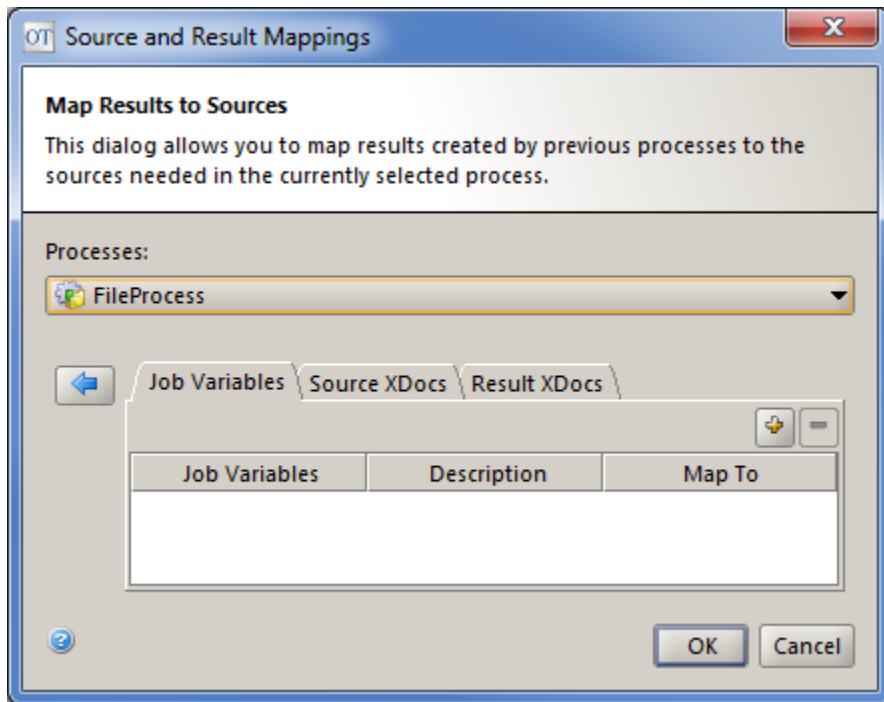 OT Source and Result Mappings
Map Results to Sources
This dialog allows you to map results created by previous processes to the
sources needed in the currently selected process.
Processes:
FileProcess
Job Variables Source XDocs Result XDocs
Job Variables Description Map To
OK Cancel